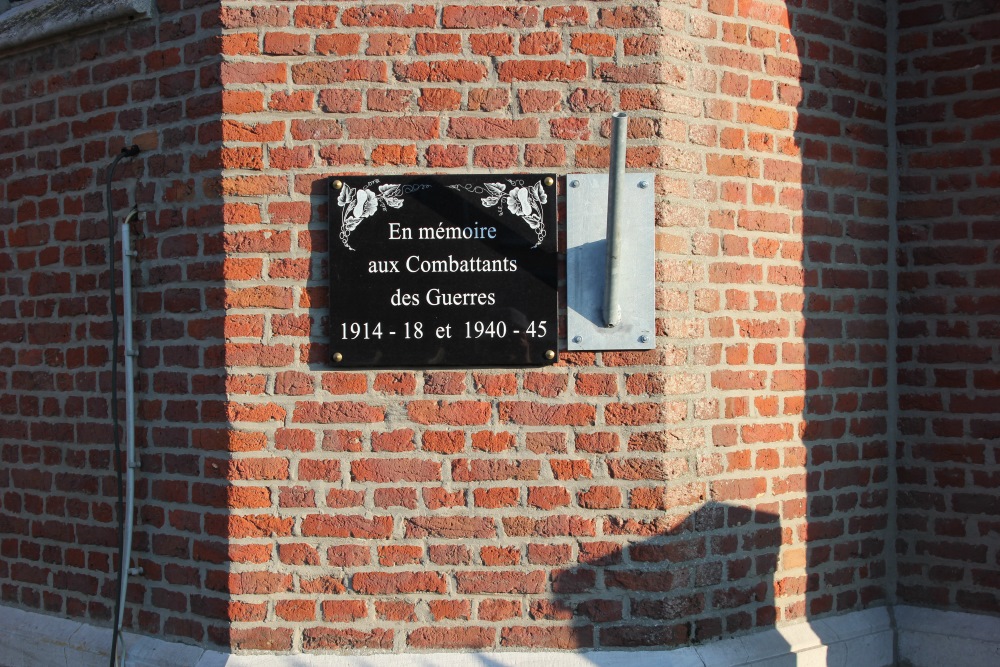 En mémoire
aux Combattants
des Guerres
1914 - 18 et 1940 - 45